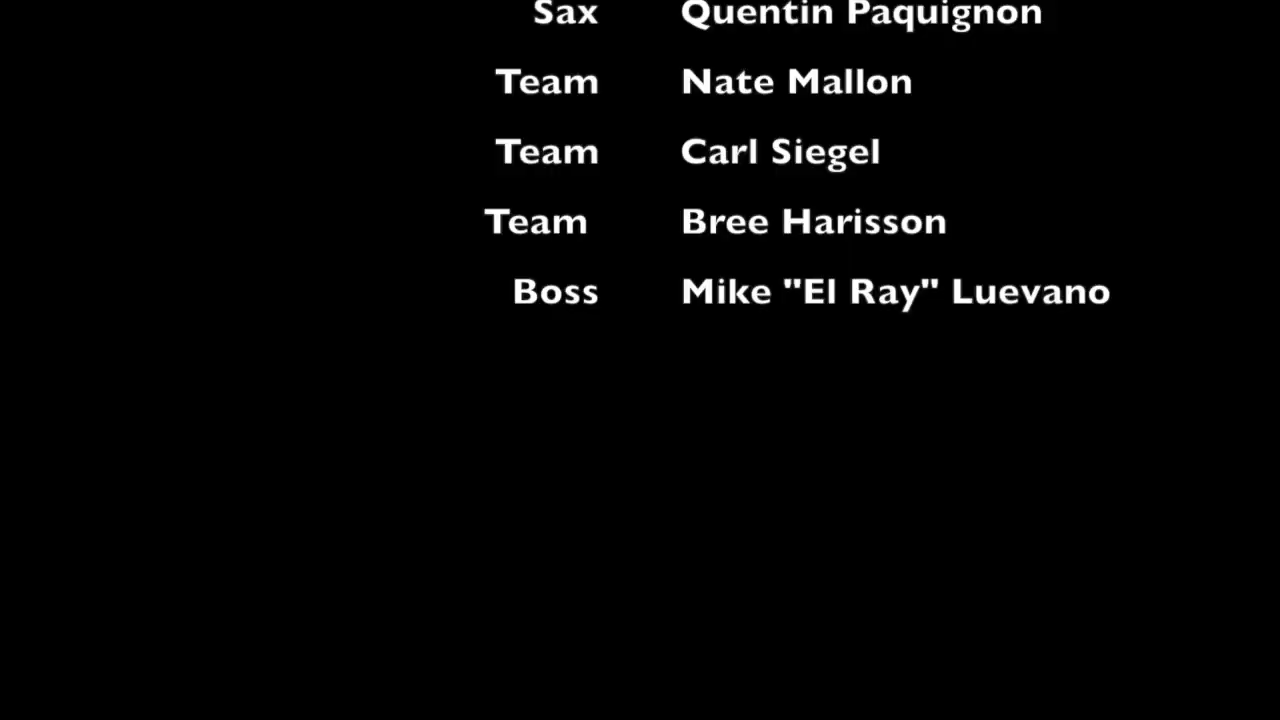 Sax Quentin Paquignon
Team Nate Mallon
Team Carl Siegel
Team Bree Harisson
Boss Mike "El Ray" Luevano